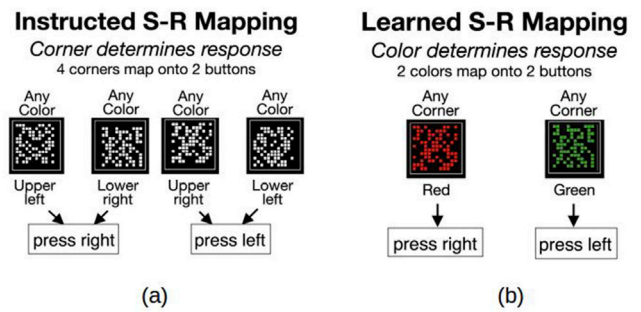 Instructed S-R Mapping
Corner determines response
4 corners map onto 2 buttons
Any Color
Any Color
Any Color
Any Color
Upper left
Lower right
Upper right
Lower left
press right
press left
(a)
Learned S-R Mapping
Color determines response
2 colors map onto 2 buttons
Any Corner
Any Corner
Red
Green
press right
press left
(b)